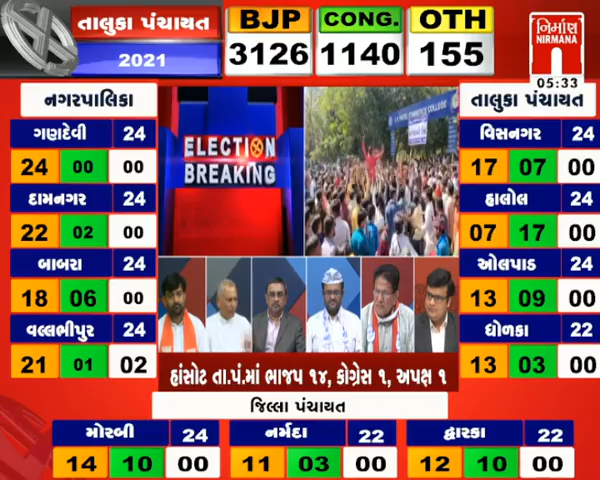 તાલુકા પંચાયત
2021
BJP CONG. OTH
3126 1140 155
નિર્માણ
NIRMANA
05:33
નગરપાલિકા
ગણદેવી 24
24 00 00
દામનગર 24
22 02 00
બાબરા 24
18 06 00
વલ્લભીપુર 24
21 01 02
ELECTION
BREAKING
તાલુકા પંચાયત
વિસનગર 24
17 07 00
હાલોલ 24
07 17 00
ઓલપાડ 24
13 09 00
ધોળકા 22
13 03 00
હાંસોટ તા.પં.માં ભાજપ ૧૪, કોગ્રેસ ૧, અપક્ષ ૧
જિલ્લા પંચાયત
મોરબી 24
14 10 00
નર્મદા 22
11 03 00
દ્વારકા 22
12 10 00